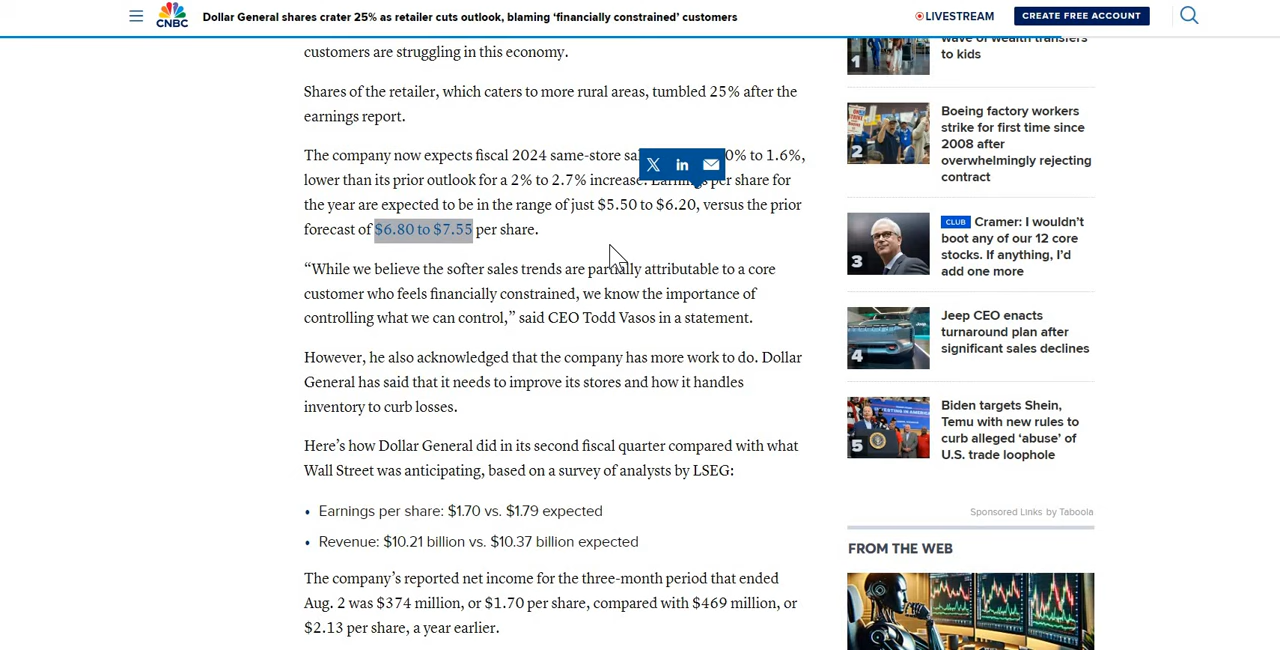 CNBC
Dollar General shares crater 25% as retailer cuts outlook, blaming ‘financially constrained’ customers
LIVESTREAM
CREATE FREE ACCOUNT
customers are struggling in this economy.
Shares of the retailer, which caters to more rural areas, tumbled 25% after the
earnings report.
The company now expects fiscal 2024 same-store 0% to 1.6%,
lower than its prior outlook for a 2% to 2.7% increase. Earnings per share for
the year are expected to be in the range of just $5.50 to $6.20, versus the prior
forecast of $6.80 to $7.55 per share.
“While we believe the softer sales trends are partially attributable to a core
customer who feels financially constrained, we know the importance of
controlling what we can control,” said CEO Todd Vasos in a statement.
However, he also acknowledged that the company has more work to do. Dollar
General has said that it needs to improve its stores and how it handles
inventory to curb losses.
Here’s how Dollar General did in its second fiscal quarter compared with what
Wall Street was anticipating, based on a survey of analysts by LSEG:
• Earnings per share: $1.70 vs. $1.79 expected
• Revenue: $10.21 billion vs. $10.37 billion expected
The company’s reported net income for the three-month period that ended
Aug. 2 was $374 million, or $1.70 per share, compared with $469 million, or
$2.13 per share, a year earlier.
wave of wealth transfers
to kids
1
Boeing factory workers
strike for first time since
2008 after
overwhelmingly rejecting
contract
2
CLUB Cramer: I wouldn’t
boot any of our 12 core
stocks. If anything, I’d
add one more
3
Jeep CEO enacts
turnaround plan after
significant sales declines
4
Biden targets Shein,
Temu with new rules to
curb alleged ‘abuse’ of
U.S. trade loophole
5
Sponsored Links by Taboola
FROM THE WEB